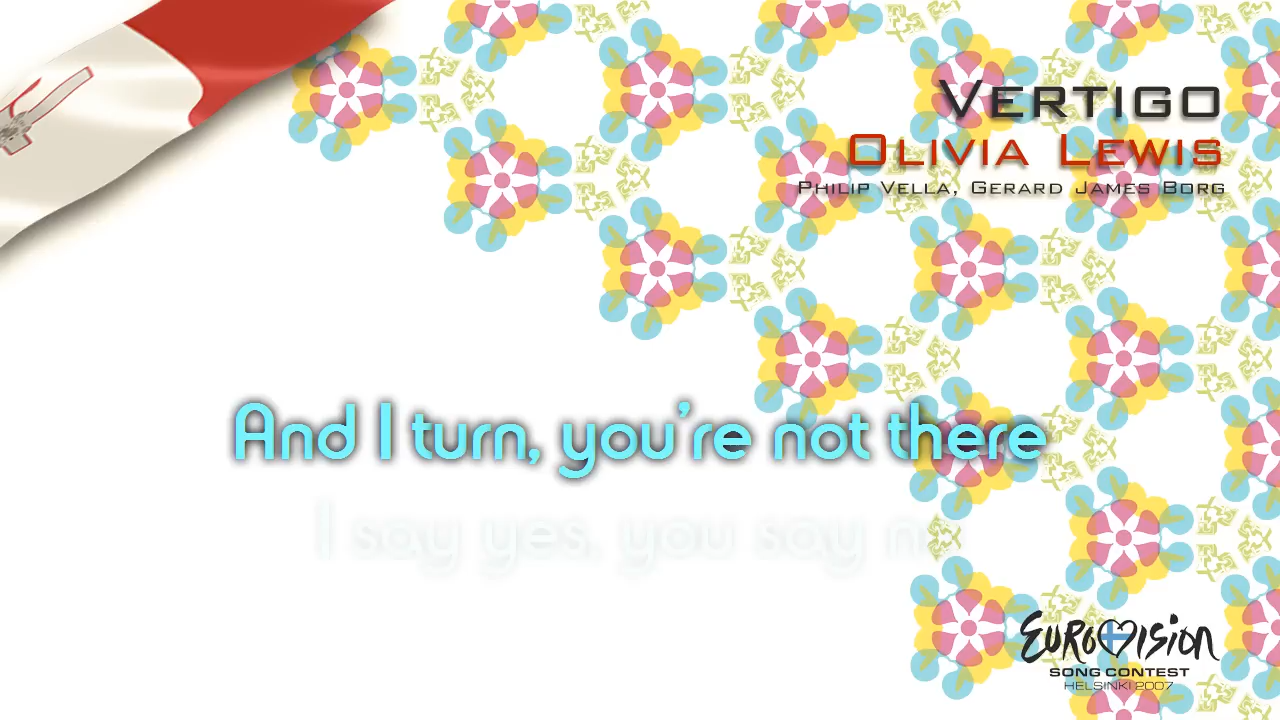 Vertigo
Olivia Lewis
Philip Vella, Gerard James Borg
And I turn, you're not there
I say yes, you say no
Eurovision
SONG CONTEST
HELSINKI 2007